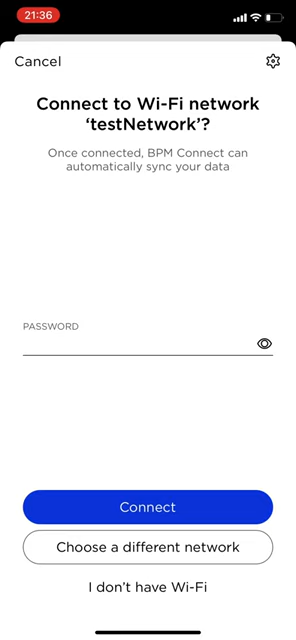 21:36
Cancel
Connect to Wi-Fi network
‘testNetwork’?
Once connected, BPM Connect can
automatically sync your data
PASSWORD
Connect
Choose a different network
I don’t have Wi-Fi